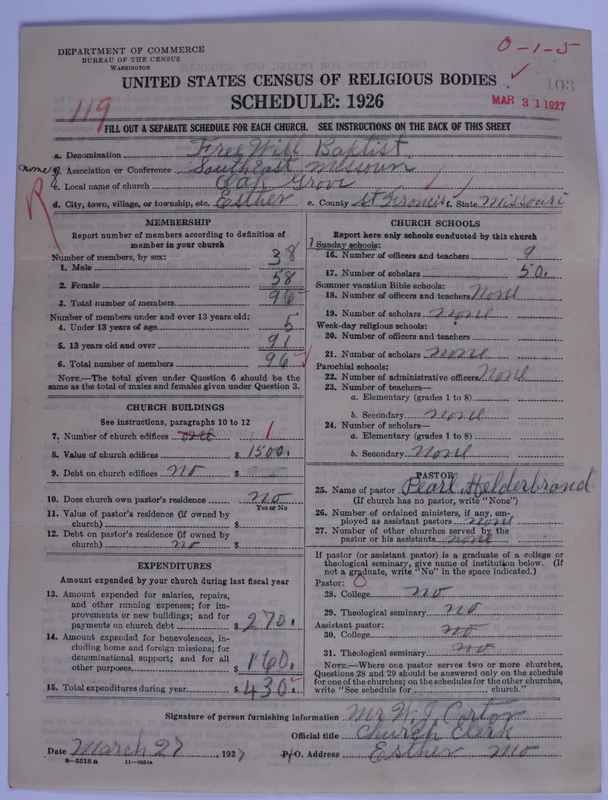 DEPARTMENT OF COMMERCE
BUREAU OF THE CENSUS
WASHINGTON
0-1-5
103
UNITED STATES CENSUS OF RELIGIOUS BODIES
SCHEDULE: 1926
MAR 31 1927
119
FILL OUT A SEPARATE SCHEDULE FOR EACH CHURCH. SEE INSTRUCTIONS ON THE BACK OF THIS SHEET
a. Denomination Free Will Baptist
b. Association or Conference Southeast Missouri
c. Local name of church Oak Grove
d. City, town, village, or township, etc. Esther e. County St Francis f. State Missouri
R
MEMBERSHIP
Report number of members according to definition of member in your church
Number of members, by sex:
1. Male 38
2. Female 58
3. Total number of members 96
Number of members under and over 13 years old:
4. Under 13 years of age 5
5. 13 years old and over 91
6. Total number of members 96
NOTE.—The total given under Question 6 should be the
same as the total of males and females given under Question 3.
CHURCH BUILDINGS
See instructions, paragraphs 10 to 12
7. Number of church edifices one 1
8. Value of church edifices $ 1500.
9. Debt on church edifices no $
10. Does church own pastor's residence no
Yes or No
11. Value of pastor's residence (if owned by
church) $
12. Debt on pastor's residence (if owned by
church) no $
EXPENDITURES
Amount expended by your church during last fiscal year
13. Amount expended for salaries, repairs,
and other running expenses; for im-
provements or new buildings; and for
payments on church debt $ 270.
14. Amount expended for benevolences, in-
cluding home and foreign missions; for
denominational support; and for all
other purposes $ 160.
15. Total expenditures during year $ 430.
CHURCH SCHOOLS
Report here only schools conducted by this church
1 Sunday schools:
16. Number of officers and teachers 9
17. Number of scholars 50.
Summer vacation Bible schools:
18. Number of officers and teachers None
19. Number of scholars none
Week-day religious schools:
20. Number of officers and teachers
21. Number of scholars none
Parochial schools:
22. Number of administrative officers None
23. Number of teachers—
a. Elementary (grades 1 to 8)
b. Secondary none
24. Number of scholars—
a. Elementary (grades 1 to 8)
b. Secondary None
PASTOR
25. Name of pastor Pearl Helderbrand
(If church has no pastor, write "None")
26. Number of ordained ministers, if any, em-
ployed as assistant pastors none
27. Number of other churches served by the
pastor or his assistants none
If pastor (or assistant pastor) is a graduate of a college or
theological seminary, give name of institution below. (If
not a graduate, write "No" in the space indicated.)
Pastor: 0
28. College no
29. Theological seminary no
Assistant pastor:
30. College no
31. Theological seminary no
NOTE.—Where one pastor serves two or more churches,
Questions 28 and 29 should be answered only on the schedule
for one of the churches; on the schedules for the other churches,
write "See schedule for church."
Signature of person furnishing information Mr W. J.
Official title Church Clerk
Date March 27 1927 P. O. Address Esther Mo
8-5518 a